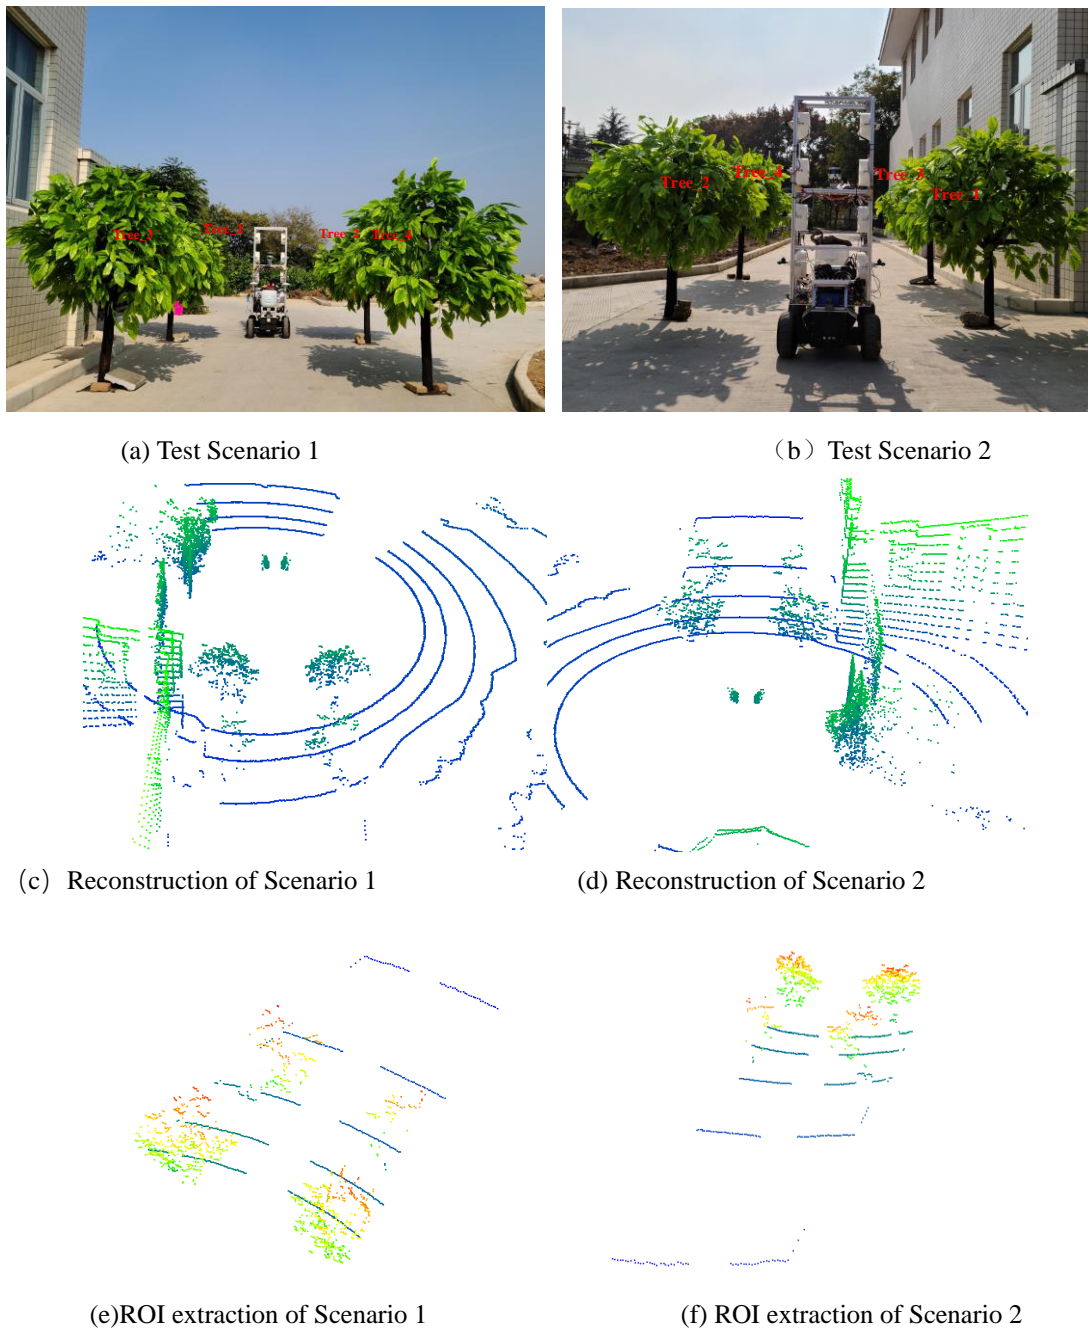 Tree_3
Tree_1
Tree_2
Tree_4
Tree_2
Tree_4
Tree_3
Tree_1
(a) Test Scenario 1
（b）Test Scenario 2
（c）Reconstruction of Scenario 1
(d) Reconstruction of Scenario 2
(e)ROI extraction of Scenario 1
(f) ROI extraction of Scenario 2